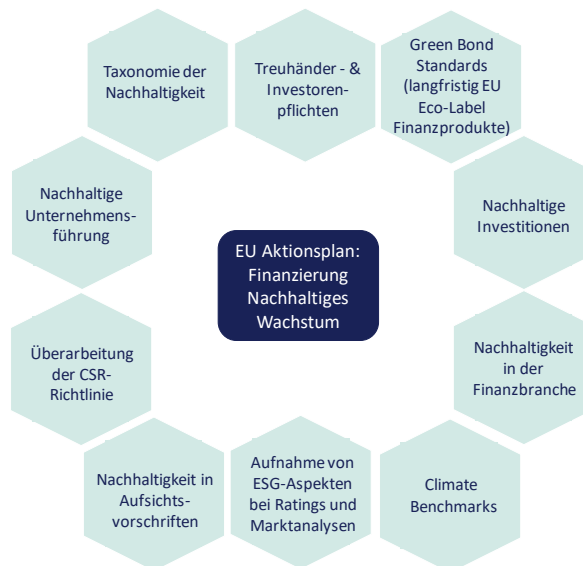 Taxonomie der
Nachhaltigkeit
Treuhänder - &
Investoren-
pflichten
Green Bond
Standards
(langfristig EU
Eco-Label
Finanzprodukte)
Nachhaltige
Unternehmens-
führung
Nachhaltige
Investitionen
EU Aktionsplan:
Finanzierung
Nachhaltiges
Wachstum
Überarbeitung
der CSR-
Richtlinie
Nachhaltigkeit
in der
Finanzbranche
Nachhaltigkeit in
Aufsichts-
vorschriften
Aufnahme von
ESG-Aspekten
bei Ratings und
Marktanalysen
Climate
Benchmarks